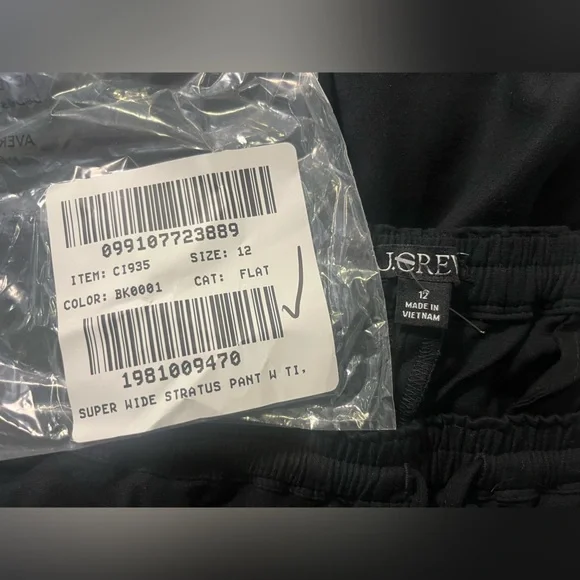 099107723889
ITEM: CI935 SIZE: 12
COLOR: BK0001 CAT: FLAT
1981009470
SUPER WIDE STRATUS PANT W TI,
J.CREW
12
MADE IN
VIETNAM